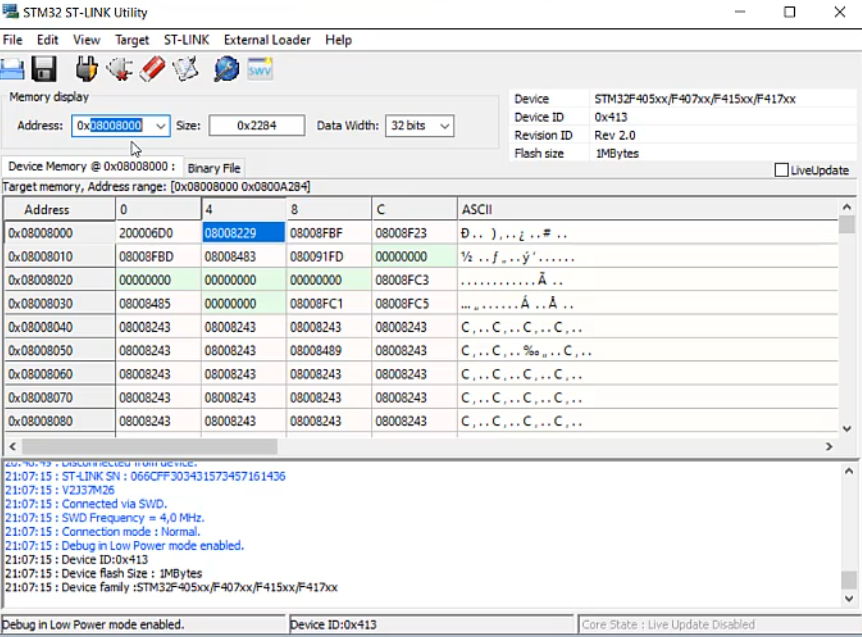 STM32 ST-LINK Utility
File Edit View Target ST-LINK External Loader Help
SWV
Memory display
Address: 0x08008000 Size: 0x2284 Data Width: 32 bits
Device STM32F405xx/F407xx/F415xx/F417xx
Device ID 0x413
Revision ID Rev 2.0
Flash size 1MBytes
LiveUpdate
Device Memory @ 0x08008000 : Binary File
Target memory, Address range: [0x08008000 0x0800A284]
Address 0 4 8 C ASCII
0x08008000 200006D0 08008229 08008FBF 08008F23 Ð.. )‚..¿ ..# ..
0x08008010 08008FBD 08008483 080091FD 00000000 ½ ..ƒ„..ý‘......
0x08008020 00000000 00000000 00000000 08008FC3 ............Ã ..
0x08008030 08008485 00000000 08008FC1 08008FC5 …„......Á ..Å ..
0x08008040 08008243 08008243 08008243 08008243 C‚..C‚..C‚..C‚..
0x08008050 08008243 08008243 08008489 08008243 C‚..C‚..‰„..C‚..
0x08008060 08008243 08008243 08008243 08008243 C‚..C‚..C‚..C‚..
0x08008070 08008243 08008243 08008243 08008243 C‚..C‚..C‚..C‚..
0x08008080 08008243 08008243 08008243 08008243 C‚..C‚..C‚..C‚..
Disconnected from device.
21:07:15 : ST-LINK SN : 066CFF303431573457161436
21:07:15 : V2J37M26
21:07:15 : Connected via SWD.
21:07:15 : SWD Frequency = 4,0 MHz.
21:07:15 : Connection mode : Normal.
21:07:15 : Debug in Low Power mode enabled.
21:07:15 : Device ID:0x413
21:07:15 : Device flash Size : 1MBytes
21:07:15 : Device family :STM32F405xx/F407xx/F415xx/F417xx
Debug in Low Power mode enabled. Device ID:0x413 Core State : Live Update Disabled